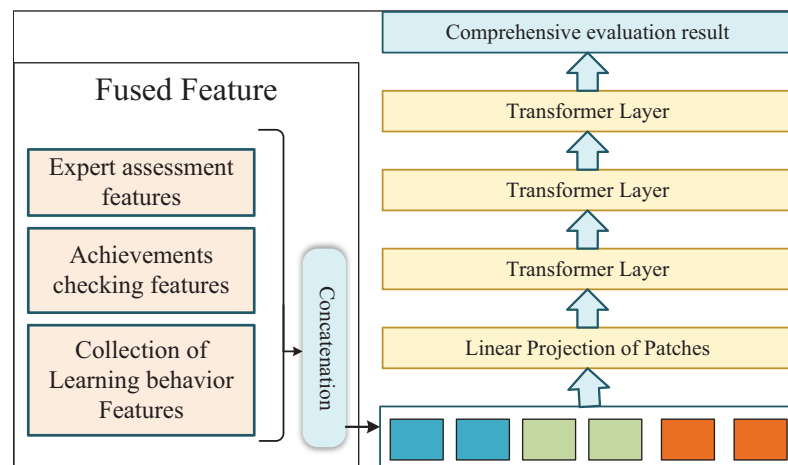 Fused Feature
Expert assessment
features
Achievements
checking features
Collection of
Learning behavior
Features
Concatenation
Comprehensive evaluation result
Transformer Layer
Transformer Layer
Transformer Layer
Linear Projection of Patches